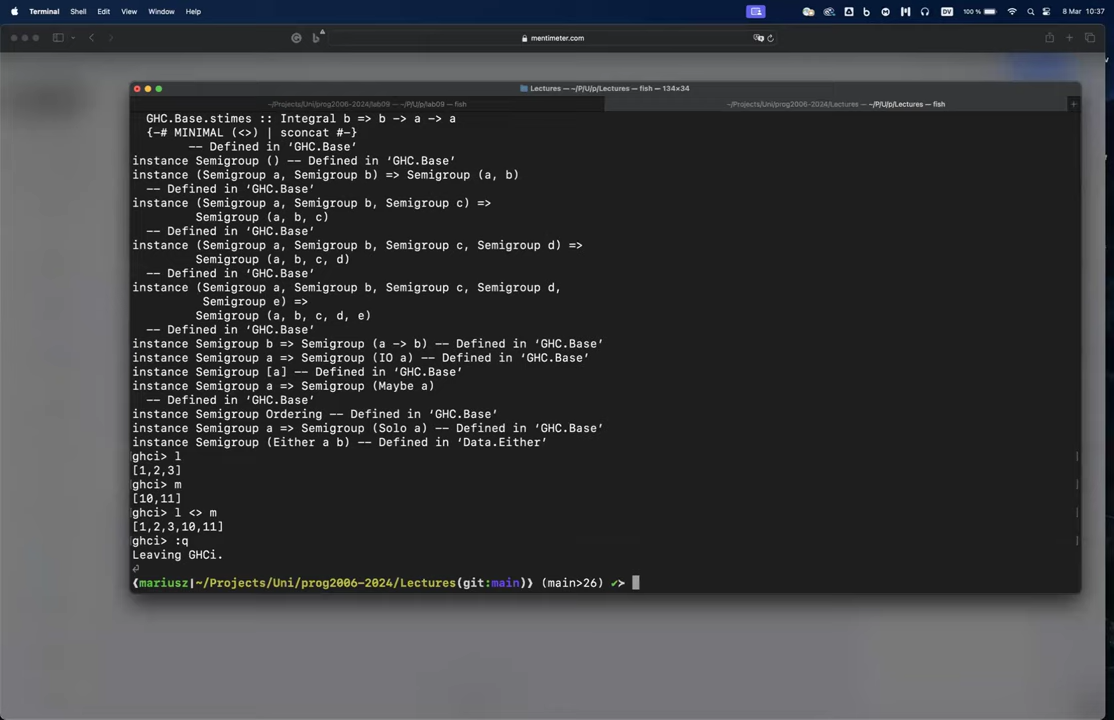 Terminal Shell Edit View Window Help DV 100 % 8 Mar 10:37
mentimeter.com
Lectures — ~/P/U/p/Lectures — fish — 134×34
~/Projects/Uni/prog2006-2024/lab09 — ~/P/U/p/lab09 — fish ~/Projects/Uni/prog2006-2024/Lectures — ~/P/U/p/Lectures — fish
GHC.Base.stimes :: Integral b => b -> a -> a
{-# MINIMAL (<>) | sconcat #-}
-- Defined in ‘GHC.Base’
instance Semigroup () -- Defined in ‘GHC.Base’
instance (Semigroup a, Semigroup b) => Semigroup (a, b)
-- Defined in ‘GHC.Base’
instance (Semigroup a, Semigroup b, Semigroup c) =>
Semigroup (a, b, c)
-- Defined in ‘GHC.Base’
instance (Semigroup a, Semigroup b, Semigroup c, Semigroup d) =>
Semigroup (a, b, c, d)
-- Defined in ‘GHC.Base’
instance (Semigroup a, Semigroup b, Semigroup c, Semigroup d,
Semigroup e) =>
Semigroup (a, b, c, d, e)
-- Defined in ‘GHC.Base’
instance Semigroup b => Semigroup (a -> b) -- Defined in ‘GHC.Base’
instance Semigroup a => Semigroup (IO a) -- Defined in ‘GHC.Base’
instance Semigroup [a] -- Defined in ‘GHC.Base’
instance Semigroup a => Semigroup (Maybe a)
-- Defined in ‘GHC.Base’
instance Semigroup Ordering -- Defined in ‘GHC.Base’
instance Semigroup a => Semigroup (Solo a) -- Defined in ‘GHC.Base’
instance Semigroup (Either a b) -- Defined in ‘Data.Either’
ghci> l
[1,2,3]
ghci> m
[10,11]
ghci> l <> m
[1,2,3,10,11]
ghci> :q
Leaving GHCi.
⏎
{mariusz|~/Projects/Uni/prog2006-2024/Lectures(git:main)} (main>26) ✔>